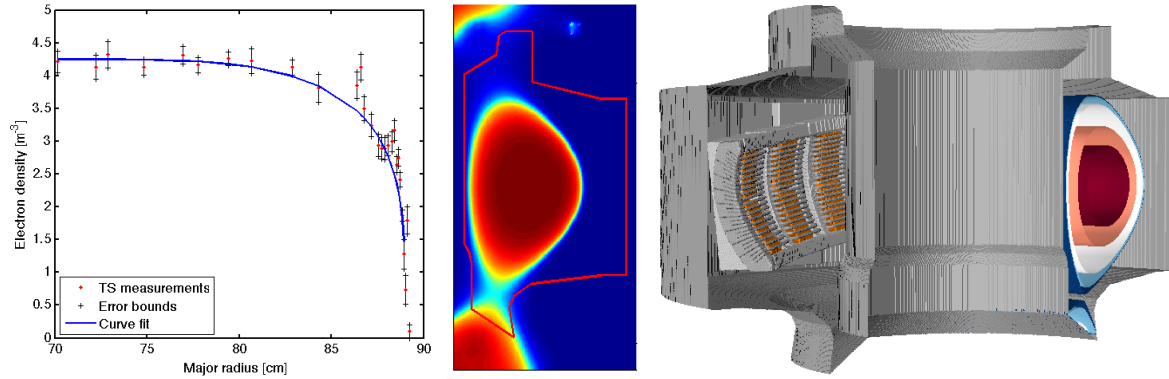 5
4.5
4
3.5
3
2.5
2
1.5
1
0.5
0
Electron density [m⁻³]
TS measurements
Error bounds
Curve fit
70 75 80 85 90
Major radius [cm]